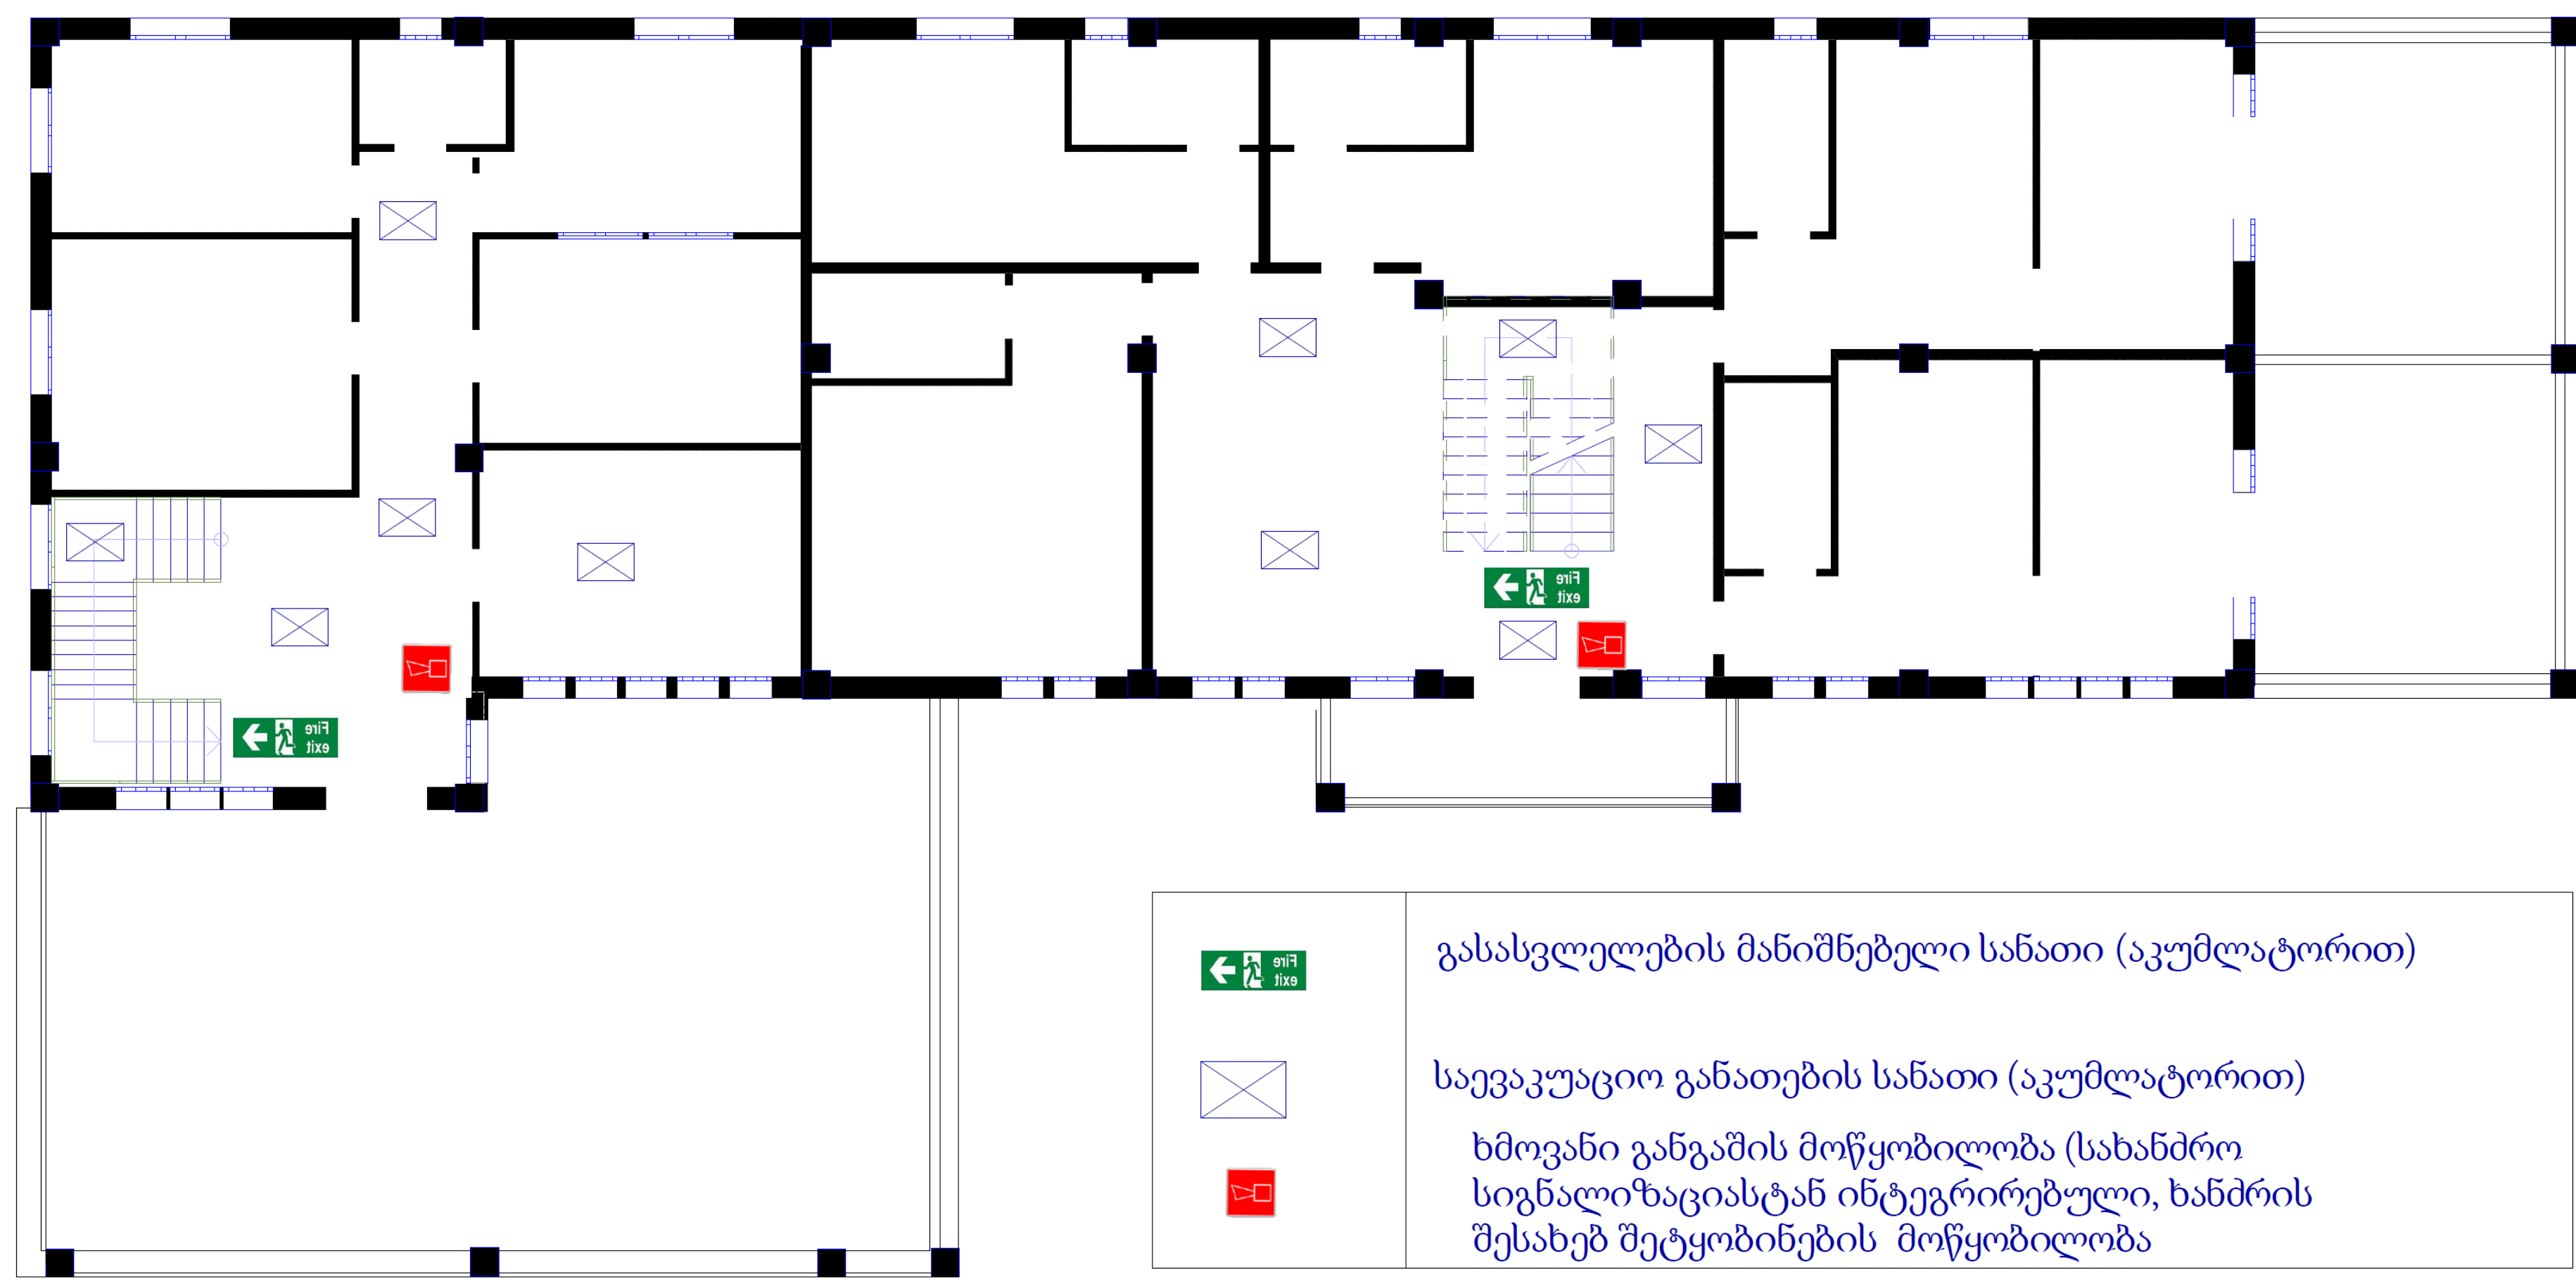 Fire
exit
Fire
exit
Fire
exit
გასასვლელების მანიშნებელი სანათი (აკუმლატორით)
საევაკუაციო განათების სანათი (აკუმლატორით)
ხმოვანი განგაშის მოწყობილობა (სახანძრო
სიგნალიზაციასტან ინტეგრირებული, ხანძრის
შესახებ შეტყობინების მოწყობილობა